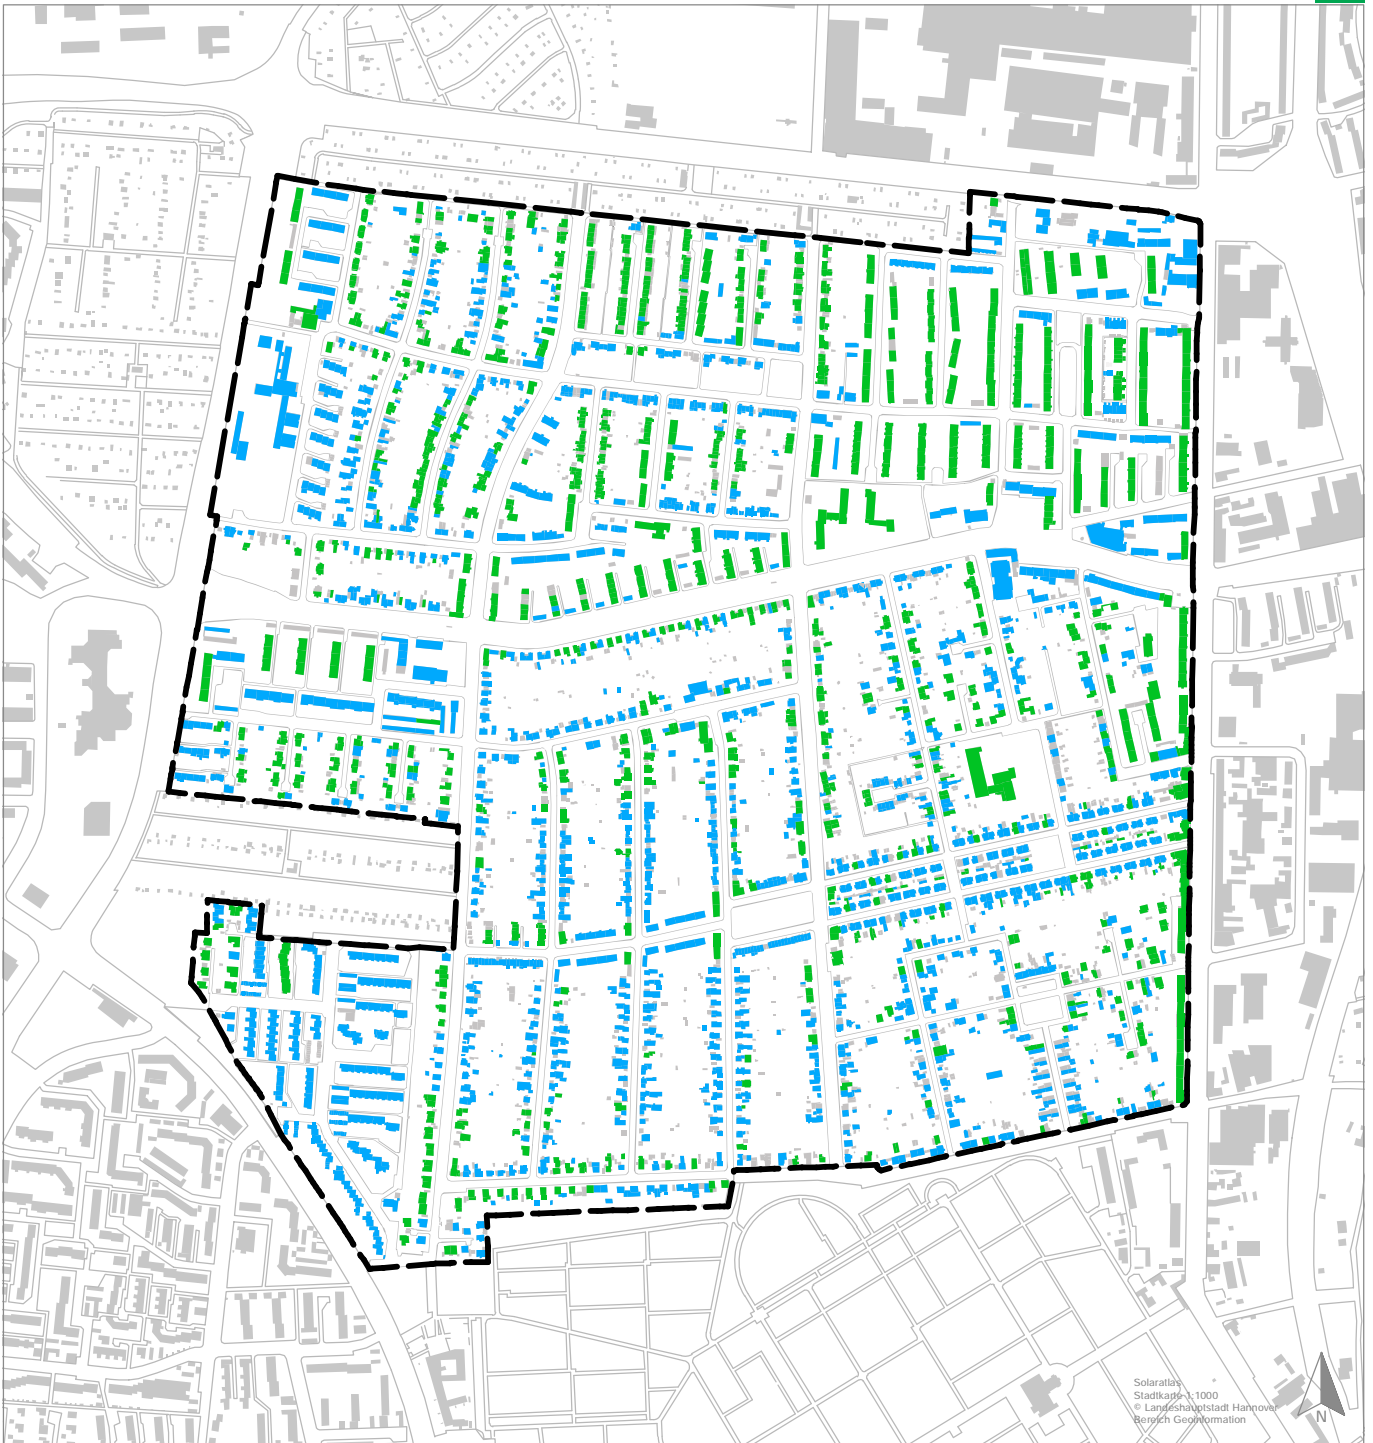 Solaratlas
Stadtkarte 1:1000
© Landeshauptstadt Hannover
Bereich Geoinformation
N